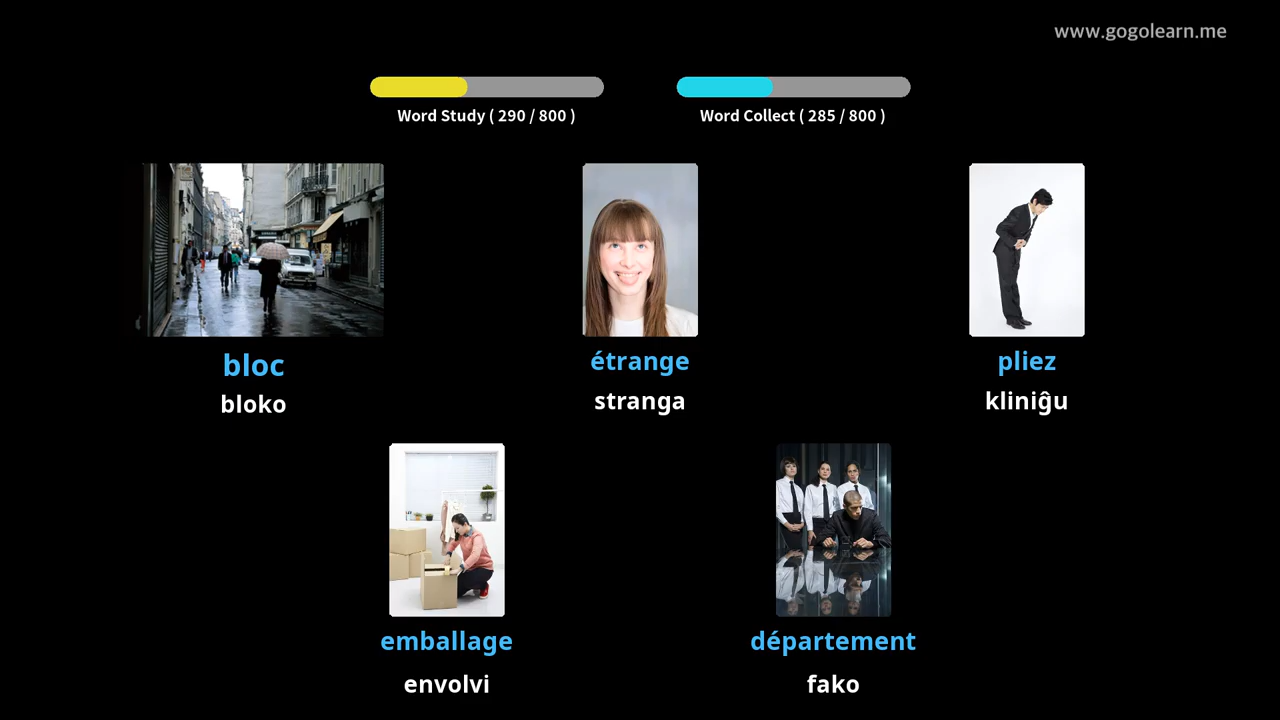 www.gogolearn.me
Word Study ( 290 / 800 )
Word Collect ( 285 / 800 )
bloc
bloko
étrange
stranga
pliez
kliniĝu
emballage
envolvi
département
fako